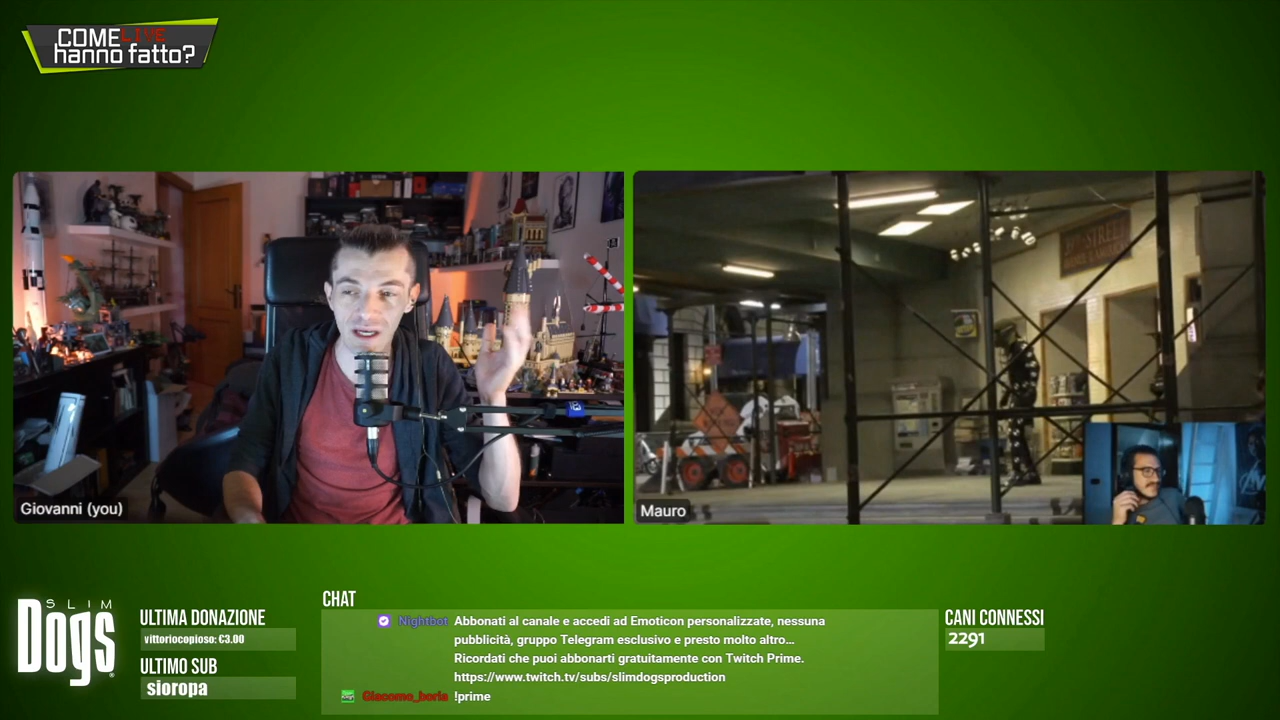 COME LIVE
hanno fatto?
Giovanni (you)
Mauro
SLIM
Dogs
ULTIMA DONAZIONE
vittoriocopioso: €3.00
ULTIMO SUB
sioropa
CHAT
Nightbot Abbonati al canale e accedi ad Emoticon personalizzate, nessuna
pubblicità, gruppo Telegram esclusivo e presto molto altro...
Ricordati che puoi abbonarti gratuitamente con Twitch Prime.
https://www.twitch.tv/subs/slimdogsproduction
Giacomo_boria !prime
CANI CONNESSI
2291